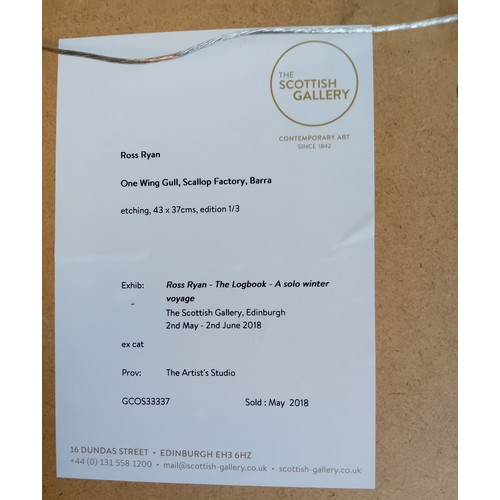 THE
SCOTTISH
GALLERY
CONTEMPORARY ART
SINCE 1842
Ross Ryan
One Wing Gull, Scallop Factory, Barra
etching, 43 x 37cms, edition 1/3
Exhib: Ross Ryan - The Logbook - A solo winter
voyage
The Scottish Gallery, Edinburgh
2nd May - 2nd June 2018
ex cat
Prov: The Artist's Studio
GCOS33337 Sold : May 2018
16 DUNDAS STREET • EDINBURGH EH3 6HZ
+44 (0) 131 558 1200 • mail@scottish-gallery.co.uk • scottish-gallery.co.uk